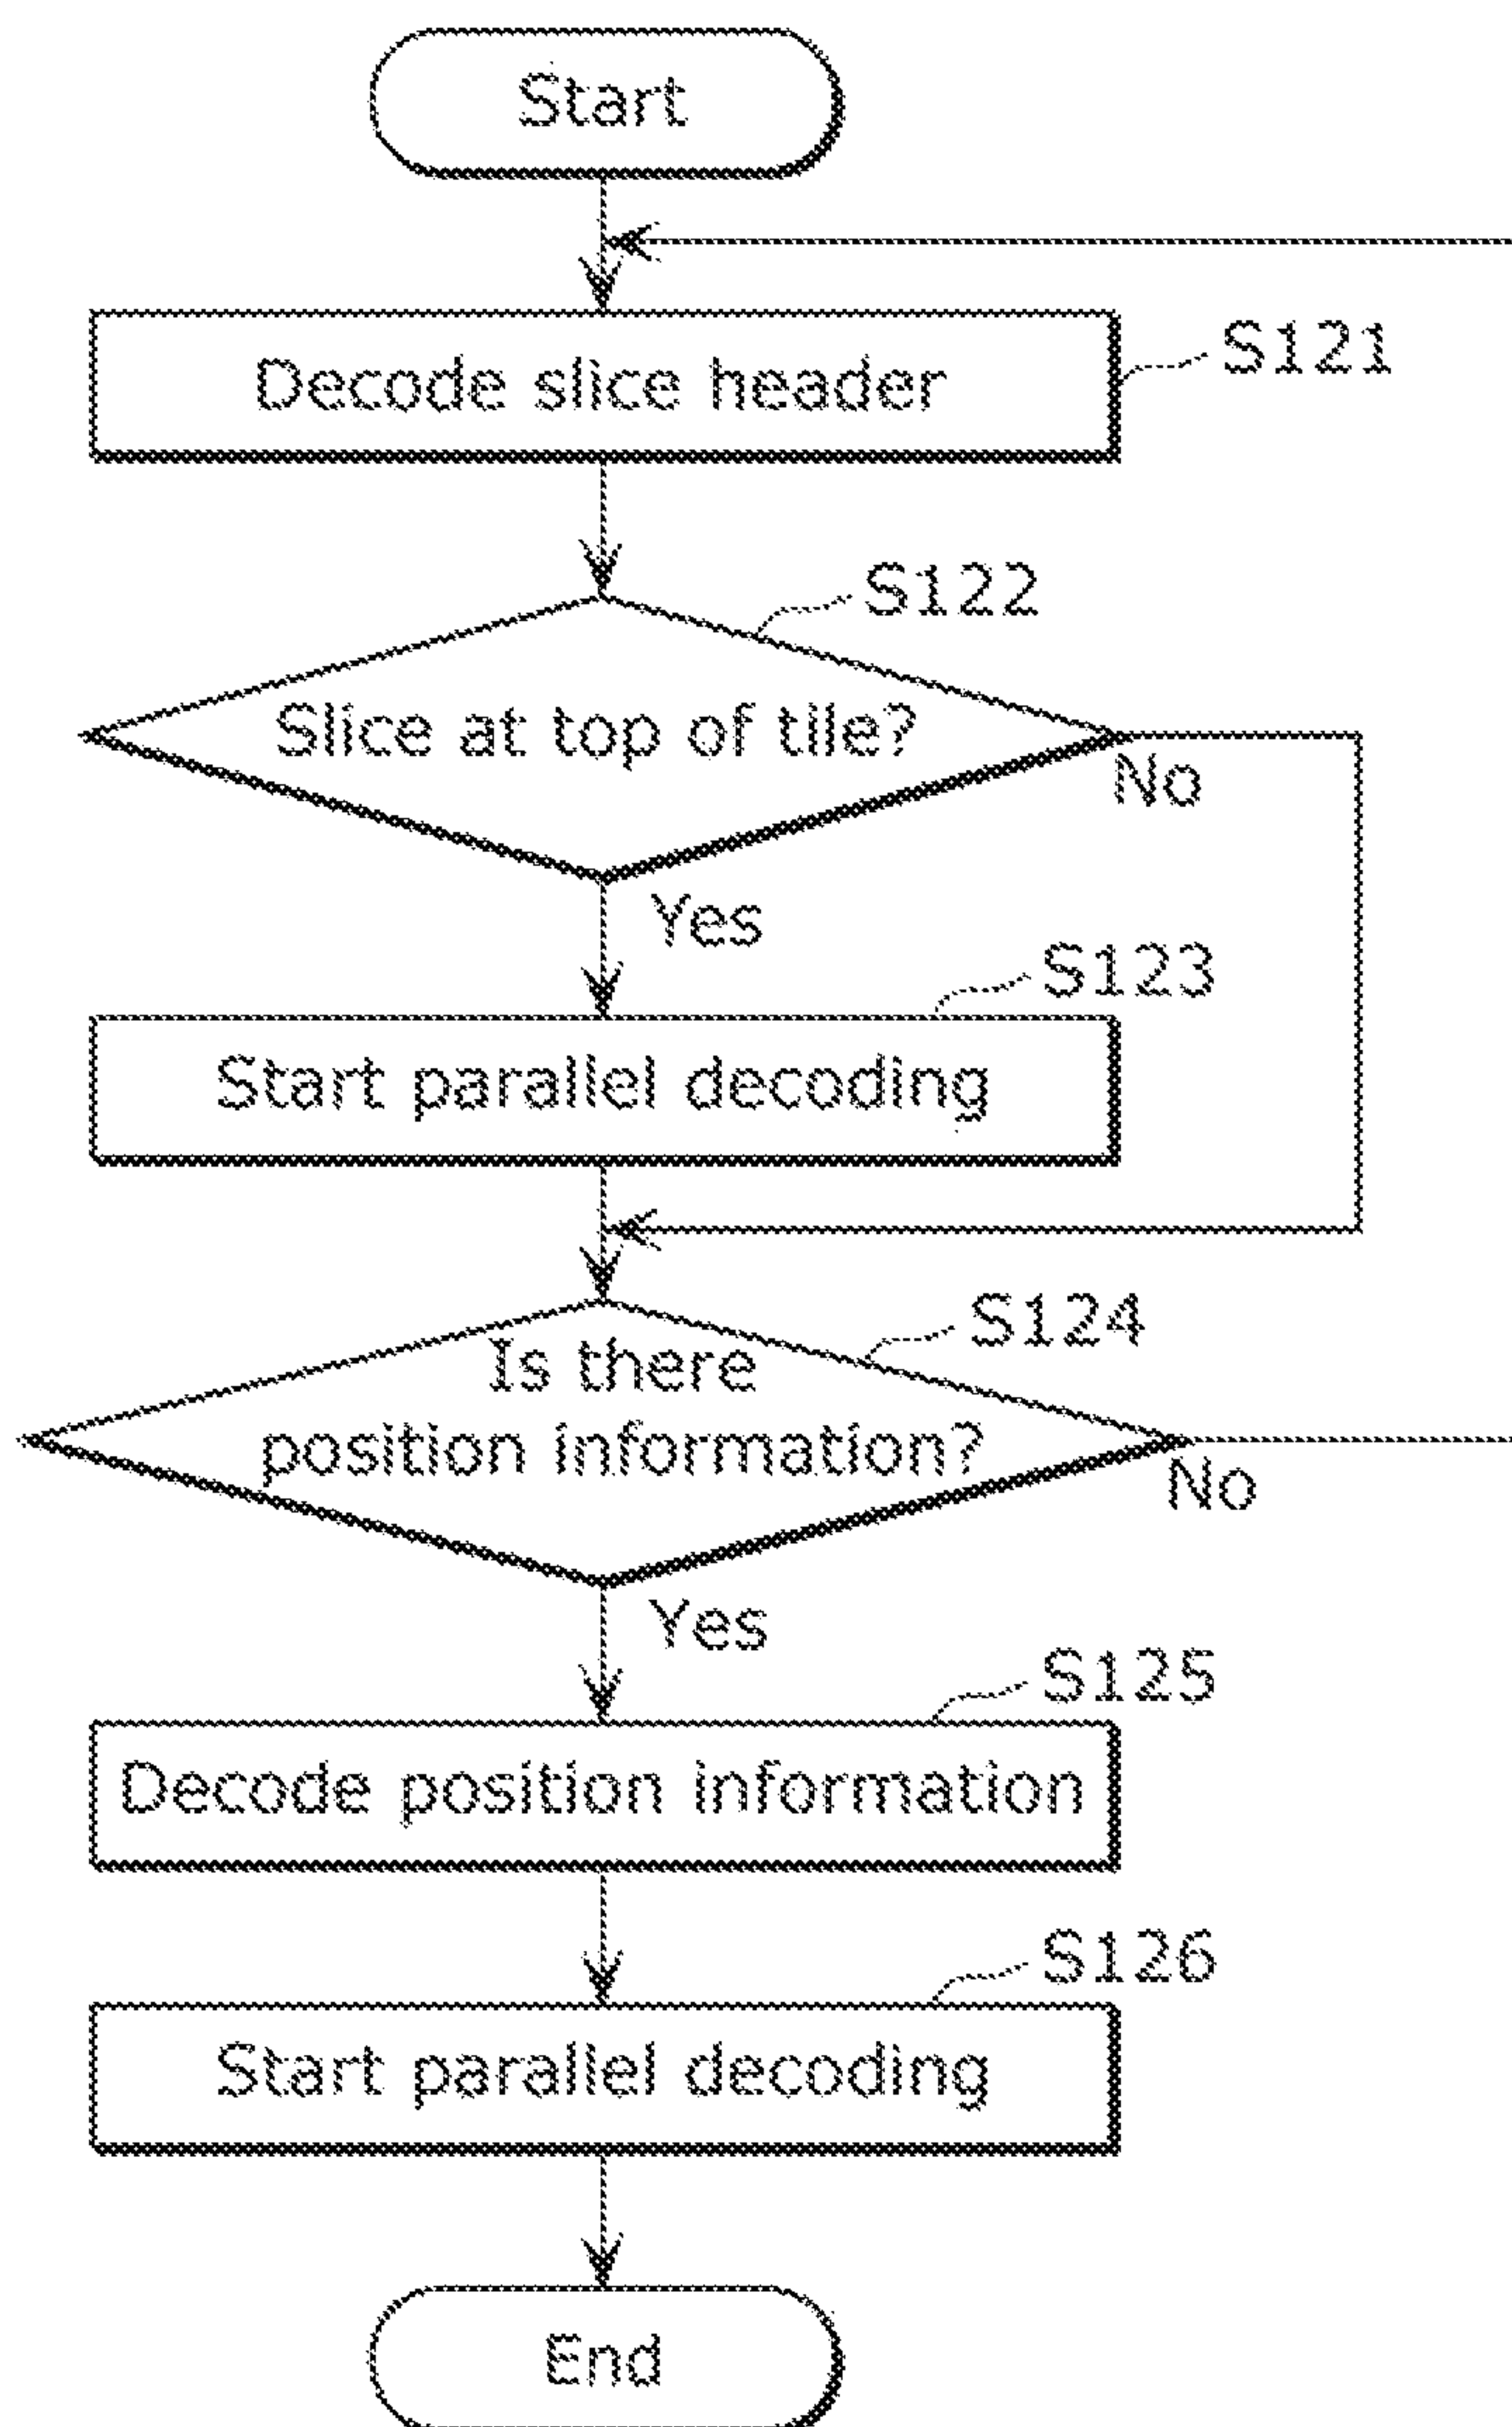 Start
Decode slice header
S121
S122
Slice at top of tile?
No
Yes
S123
Start parallel decoding
S124
Is there
position information?
No
Yes
S125
Decode position information
S126
Start parallel decoding
End